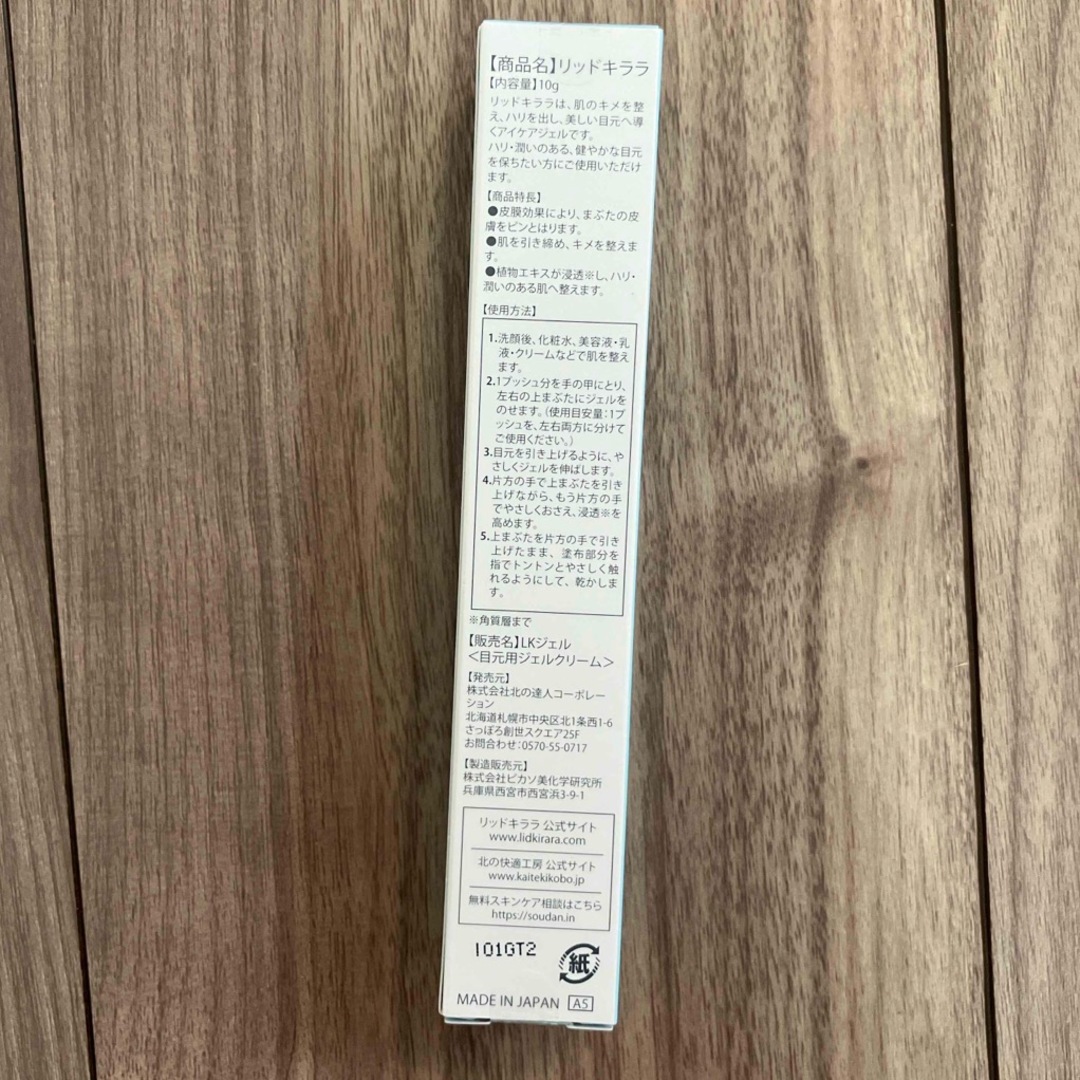 【商品名】リッドキララ
【内容量】10g
リッドキララは、肌のキメを整
え、ハリを出し、美しい目元へ導
くアイケアジェルです。
ハリ・潤いのある、健やかな目元
を保ちたい方にご使用いただけ
ます。
【商品特長】
●皮膜効果により、まぶたの皮
膚をピンとはります。
●肌を引き締め、キメを整えま
す。
●植物エキスが浸透※し、ハリ・
潤いのある肌へ整えます。
【使用方法】
1.洗顔後、化粧水、美容液・乳
液・クリームなどで肌を整え
ます。
2.1プッシュ分を手の甲にとり、
左右の上まぶたにジェルを
のせます。(使用目安量:1プ
ッシュを、左右両方に分けて
ご使用ください。)
3.目元を引き上げるように、や
さしくジェルを伸ばします。
4.片方の手で上まぶたを引き
上げながら、もう片方の手
でやさしくおさえ、浸透※を
高めます。
5.上まぶたを片方の手で引き
上げたまま、塗布部分を
指でトントンとやさしく触
れるようにして、乾かしま
す。
※角質層まで
【販売名】LKジェル
<目元用ジェルクリーム>
【発売元】
株式会社北の達人コーポレー
ション
北海道札幌市中央区北1条西1-6
さっぽろ創世スクエア25F
お問合わせ:0570-55-0717
【製造販売元】
株式会社ピカソ美化学研究所
兵庫県西宮市西宮浜3-9-1
リッドキララ 公式サイト
www.lidkirara.com
北の快適工房 公式サイト
www.kaitekikobo.jp
無料スキンケア相談はこちら
https://soudan.in
I01GT2
紙
MADE IN JAPAN A5